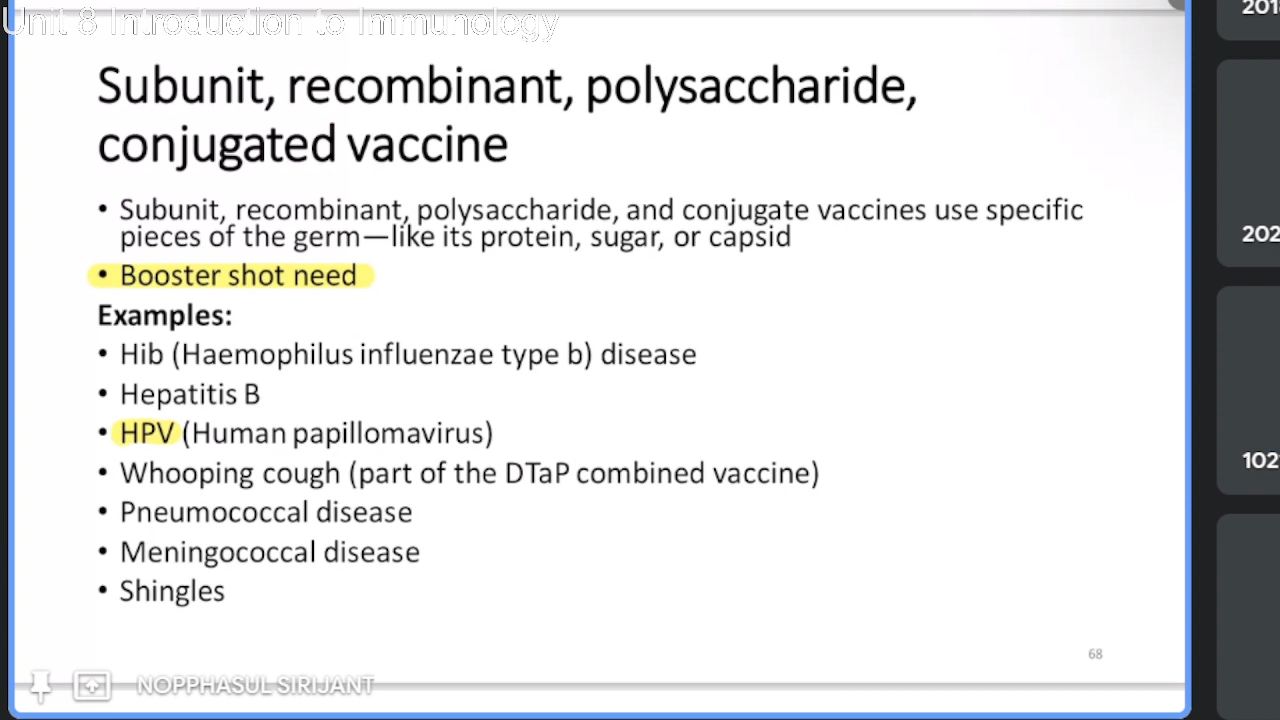 Unit 8 Introduction to Immunology
Subunit, recombinant, polysaccharide,
conjugated vaccine
• Subunit, recombinant, polysaccharide, and conjugate vaccines use specific
pieces of the germ—like its protein, sugar, or capsid
• Booster shot need
Examples:
• Hib (Haemophilus influenzae type b) disease
• Hepatitis B
• HPV (Human papillomavirus)
• Whooping cough (part of the DTaP combined vaccine)
• Pneumococcal disease
• Meningococcal disease
• Shingles
68
NOPPHASUL SIRIJANT
201
202
102